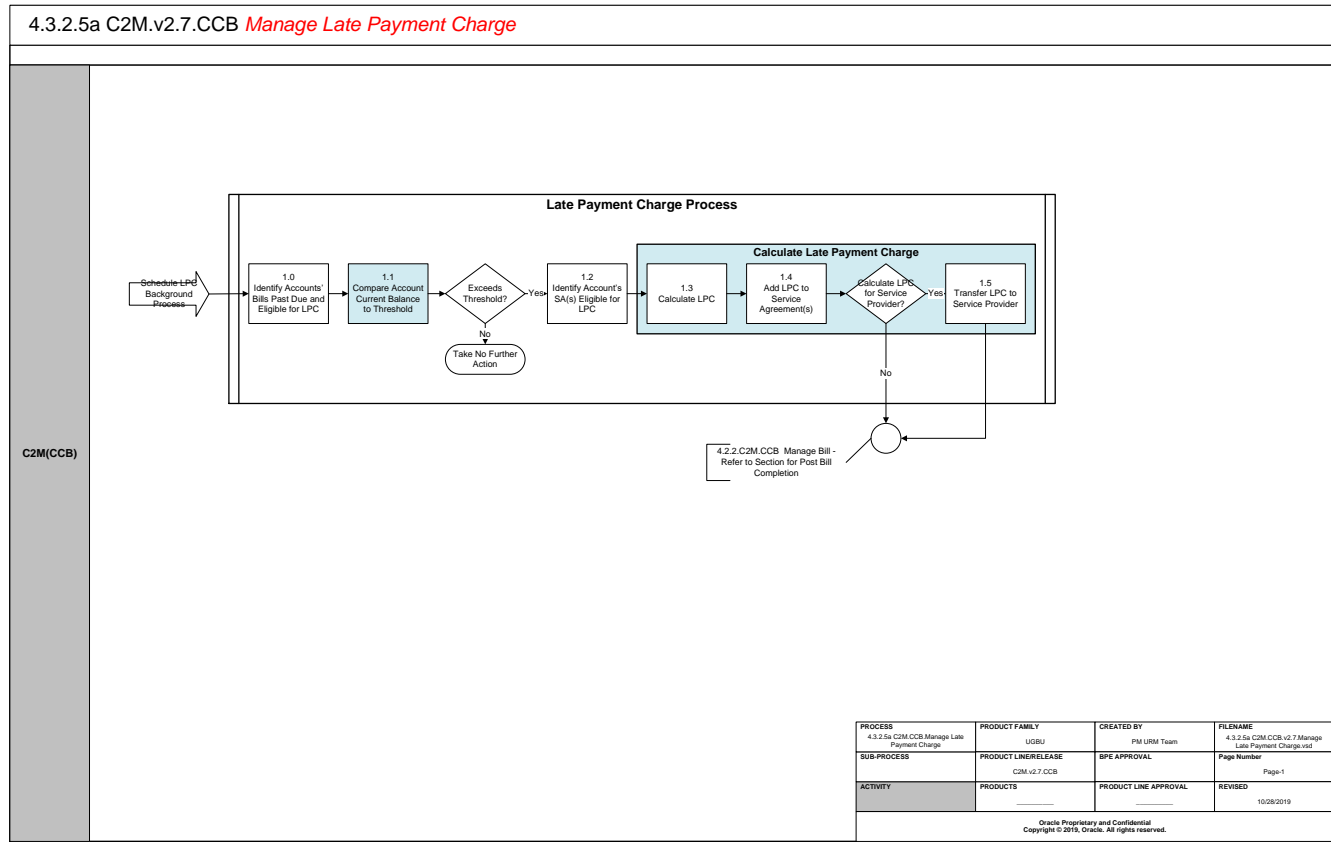 4.3.2.5a C2M.v2.7.CCB Manage Late Payment Charge
C2M(CCB)
Late Payment Charge Process
Schedule LPC
Background
Process
1.0
Identify Accounts'
Bills Past Due and
Eligible for LPC
1.1
Compare Account
Current Balance
to Threshold
Exceeds
Threshold?
Yes
No
Take No Further
Action
1.2
Identify Account's
SA(s) Eligible for
LPC
Calculate Late Payment Charge
1.3
Calculate LPC
1.4
Add LPC to
Service
Agreement(s)
Calculate LPC
for Service
Provider?
Yes
1.5
Transfer LPC to
Service Provider
No
4.2.2.C2M.CCB Manage Bill -
Refer to Section for Post Bill
Completion
PROCESS
4.3.2.5a C2M.CCB.Manage Late
Payment Charge
PRODUCT FAMILY
UGBU
CREATED BY
PM URM Team
FILENAME
4.3.2.5a C2M.CCB.v2.7.Manage
Late Payment Charge.vsd
SUB-PROCESS
PRODUCT LINE/RELEASE
C2M.v2.7.CCB
BPE APPROVAL
Page Number
Page-1
ACTIVITY
PRODUCTS
PRODUCT LINE APPROVAL
REVISED
10/28/2019
Oracle Proprietary and Confidential
Copyright © 2019, Oracle. All rights reserved.